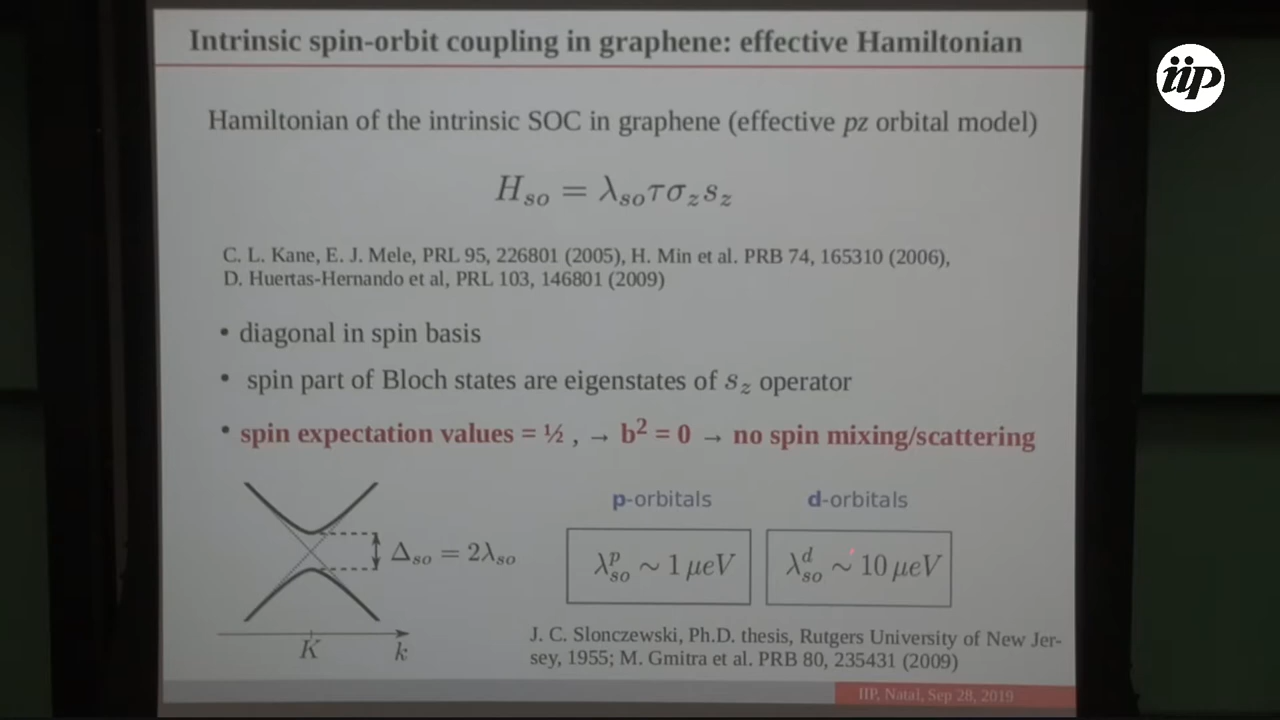 Intrinsic spin-orbit coupling in graphene: effective Hamiltonian
iip
Hamiltonian of the intrinsic SOC in graphene (effective pz orbital model)
H_so = λ_so τσ_z s_z
C. L. Kane, E. J. Mele, PRL 95, 226801 (2005), H. Min et al. PRB 74, 165310 (2006),
D. Huertas-Hernando et al, PRL 103, 146801 (2009)
• diagonal in spin basis
• spin part of Bloch states are eigenstates of s_z operator
• spin expectation values = ½ , → b² = 0 → no spin mixing/scattering
p-orbitals
d-orbitals
Δ_so = 2λ_so
λ^p_so ~ 1 μeV
λ^d_so ~ 10 μeV
K
k
J. C. Slonczewski, Ph.D. thesis, Rutgers University of New Jer-
sey, 1955; M. Gmitra et al. PRB 80, 235431 (2009)
IIP, Natal, Sep 28, 2019